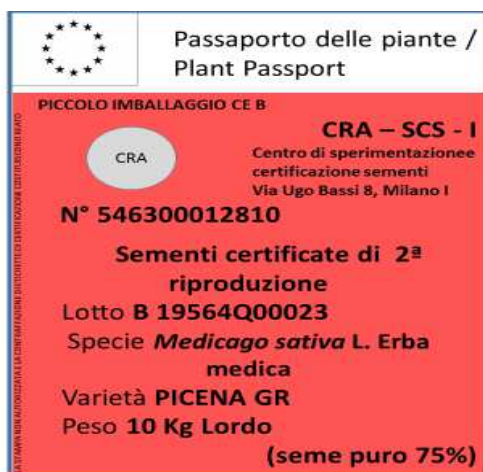 Passaporto delle piante /
Plant Passport
PICCOLO IMBALLAGGIO CE B
CRA – SCS - I
CRA
Centro di sperimentazionee
certificazione sementi
Via Ugo Bassi 8, Milano I
N° 546300012810
Sementi certificate di 2ª
riproduzione
Lotto B 19564Q00023
Specie Medicago sativa L. Erba
medica
Varietà PICENA GR
Peso 10 Kg Lordo
(seme puro 75%)